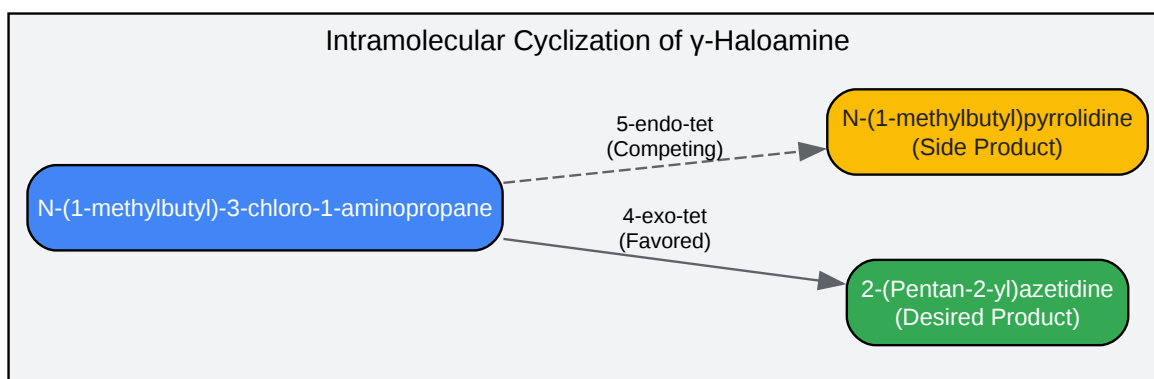 Intramolecular Cyclization of γ-Haloamine
5-endo-tet
(Competing)
N-(1-methylbutyl)pyrrolidine
(Side Product)
N-(1-methylbutyl)-3-chloro-1-aminopropane
4-exo-tet
(Favored)
2-(Pentan-2-yl)azetidine
(Desired Product)